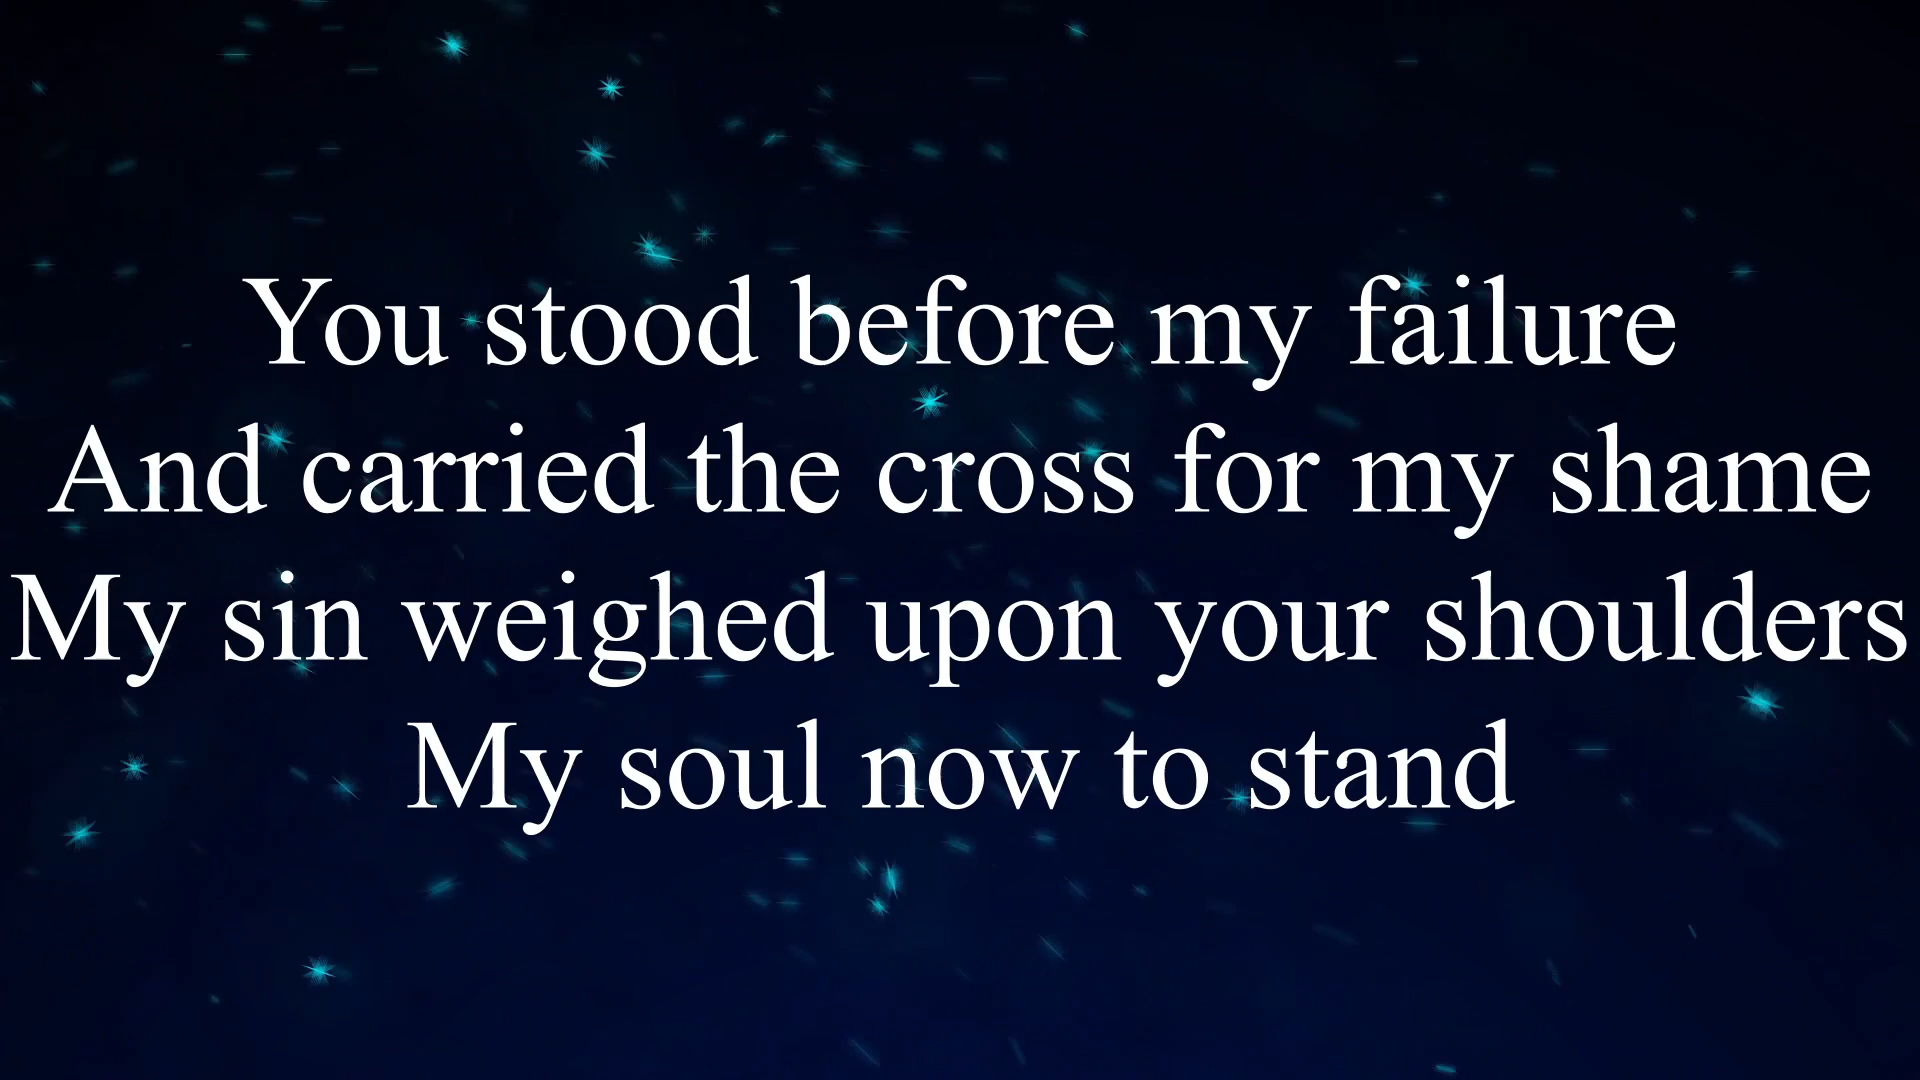 You stood before my failure
And carried the cross for my shame
My sin weighed upon your shoulders
My soul now to stand